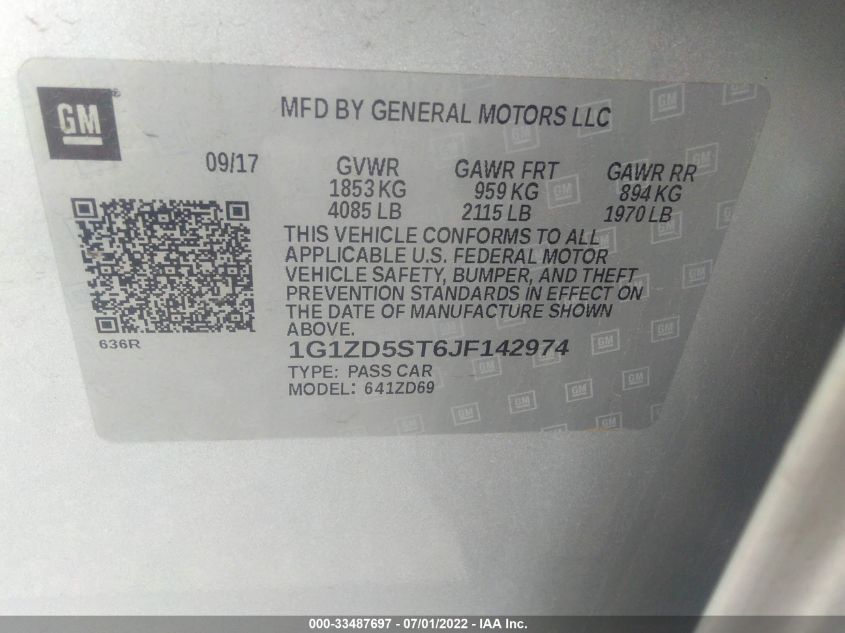 GM®
MFD BY GENERAL MOTORS LLC
09/17
GVWR GAWR FRT GAWR RR
1853 KG 959 KG 894 KG
4085 LB 2115 LB 1970 LB
THIS VEHICLE CONFORMS TO ALL
APPLICABLE U.S. FEDERAL MOTOR
VEHICLE SAFETY, BUMPER, AND THEFT
PREVENTION STANDARDS IN EFFECT ON
THE DATE OF MANUFACTURE SHOWN
ABOVE.
636R
1G1ZD5ST6JF142974
TYPE: PASS CAR
MODEL: 641ZD69
000-33487697 - 07/01/2022 - IAA Inc.